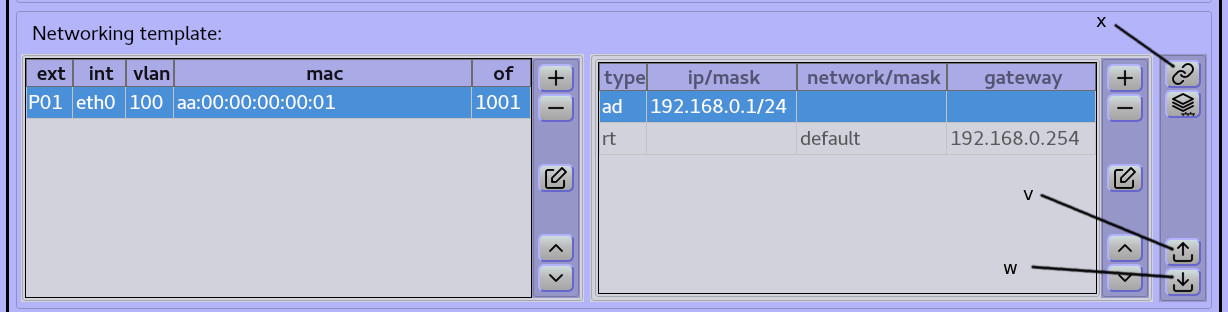 x
Networking template:
ext int vlan mac of
P01 eth0 100 aa:00:00:00:00:01 1001
type ip/mask network/mask gateway
ad 192.168.0.1/24
rt default 192.168.0.254
v
w